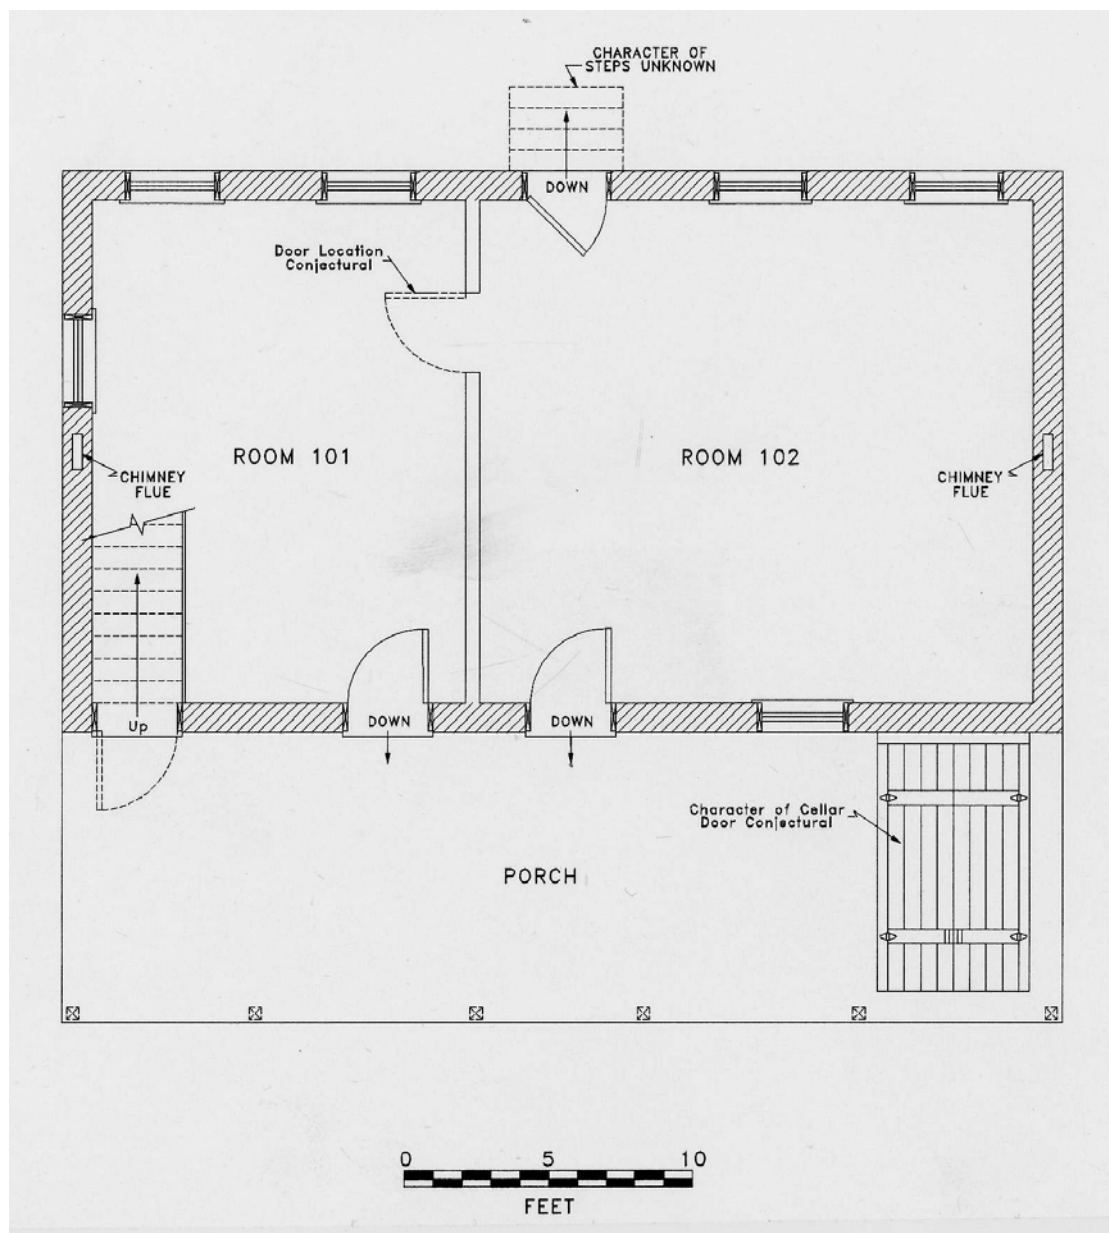 CHARACTER OF
STEPS UNKNOWN
DOWN
Door Location
Conjectural
ROOM 101
ROOM 102
CHIMNEY
FLUE
CHIMNEY
FLUE
Up
DOWN
DOWN
Character of Cellar
Door Conjectural
PORCH
0 5 10
FEET